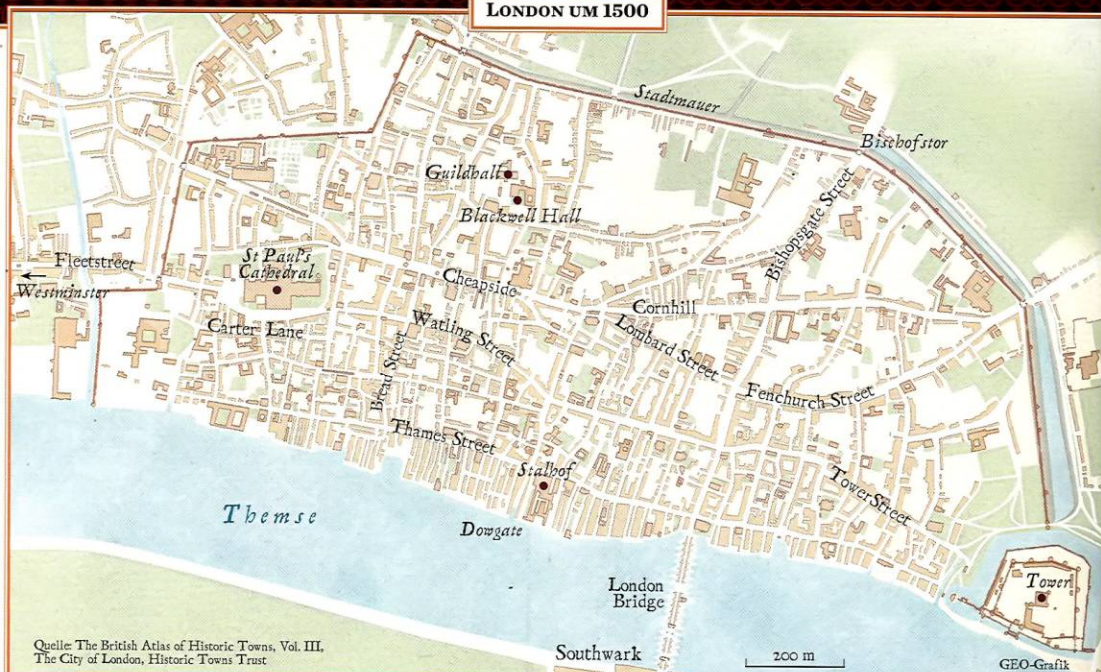 LONDON UM 1500
Stadtmauer
Bischofstor
Guildhall
Blackwell Hall
Bishopsgate Street
Fleetstreet
Westminster
St Paul's
Cathedral
Cheapside
Cornhill
Carter Lane
Watling Street
Lombard Street
Bread Street
Fenchurch Street
Thames Street
Stalhof
Tower Street
Themse
Dowgate
London
Bridge
Tower
Southwark
200 m
Quelle: The British Atlas of Historic Towns, Vol. III,
The City of London, Historic Towns Trust
GEO-Grafik